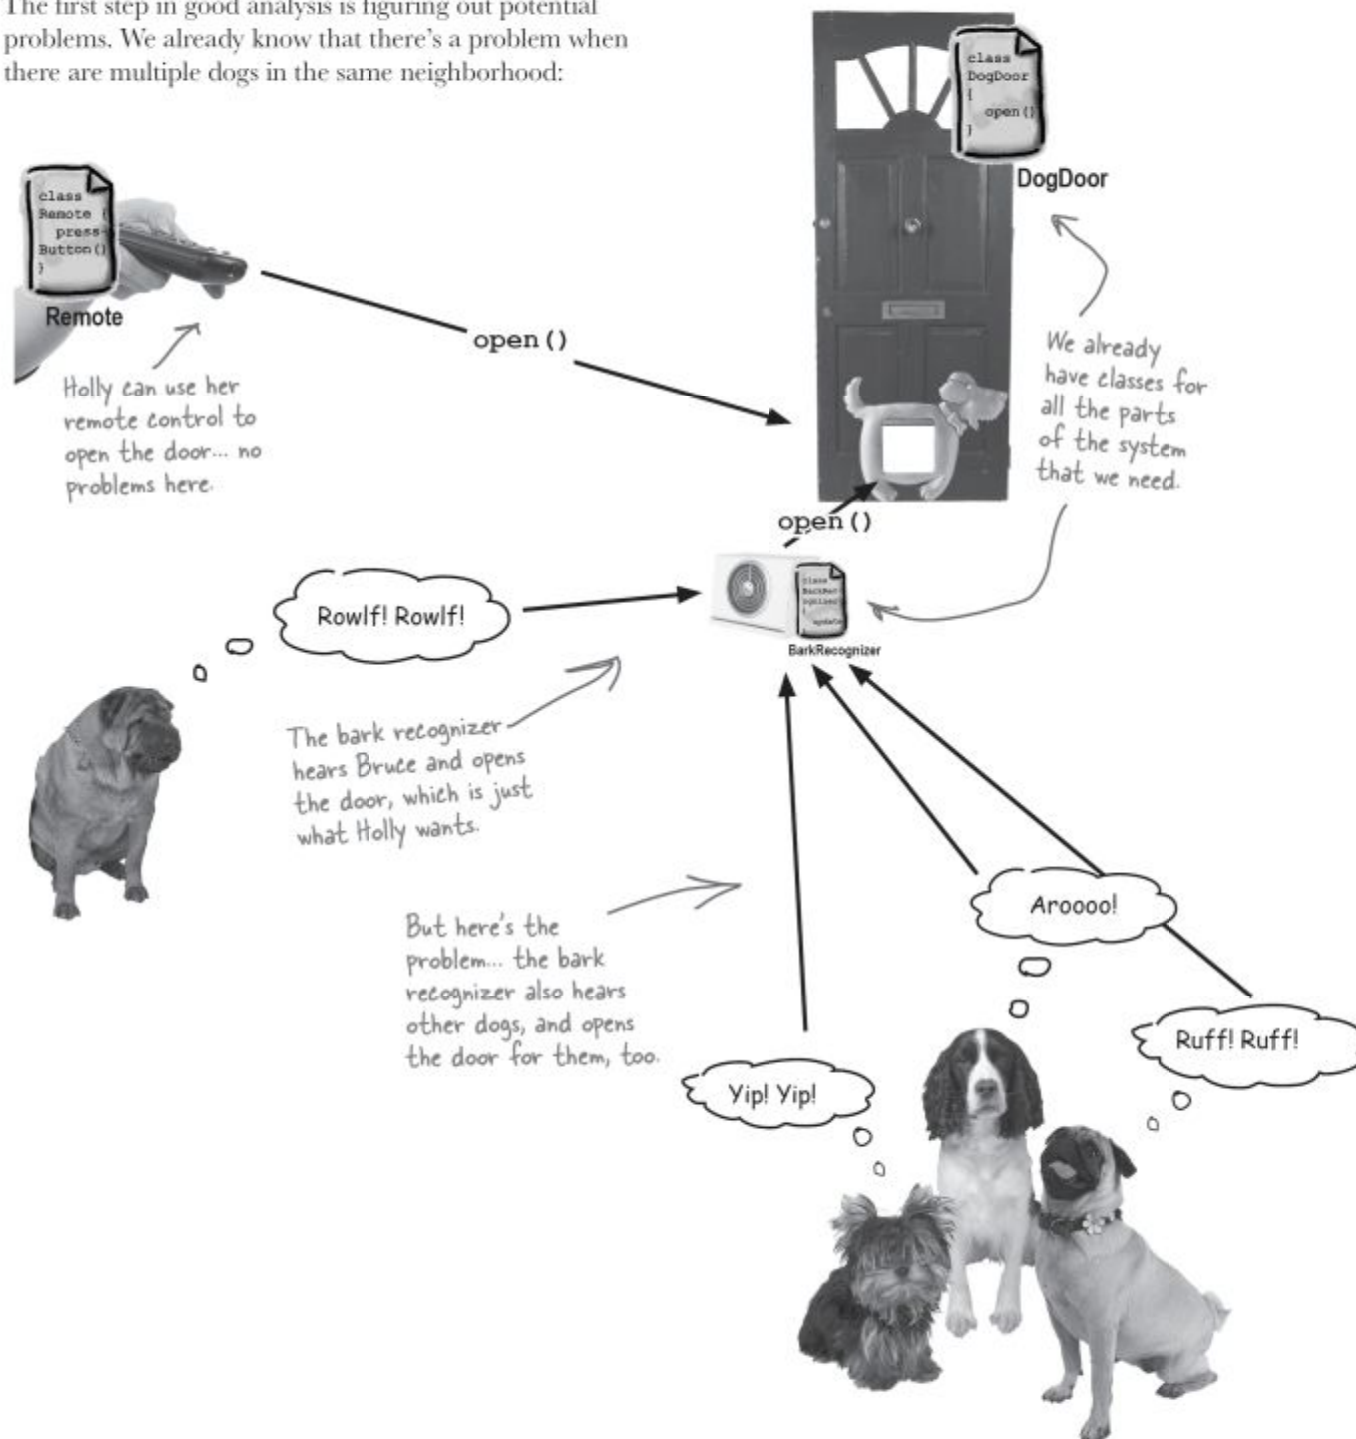 The first step in good analysis is figuring out potential
problems. We already know that there's a problem when
there are multiple dogs in the same neighborhood:
class
DogDoor
{
open()
}
DogDoor
class
Remote {
press-
Button()
}
Remote
open()
Holly can use her
remote control to
open the door... no
problems here.
We already
have classes for
all the parts
of the system
that we need.
open()
class
BarkRec
ognizer
{
update
BarkRecognizer
Rowlf! Rowlf!
The bark recognizer
hears Bruce and opens
the door, which is just
what Holly wants.
But here's the
problem... the bark
recognizer also hears
other dogs, and opens
the door for them, too.
Aroooo!
Ruff! Ruff!
Yip! Yip!